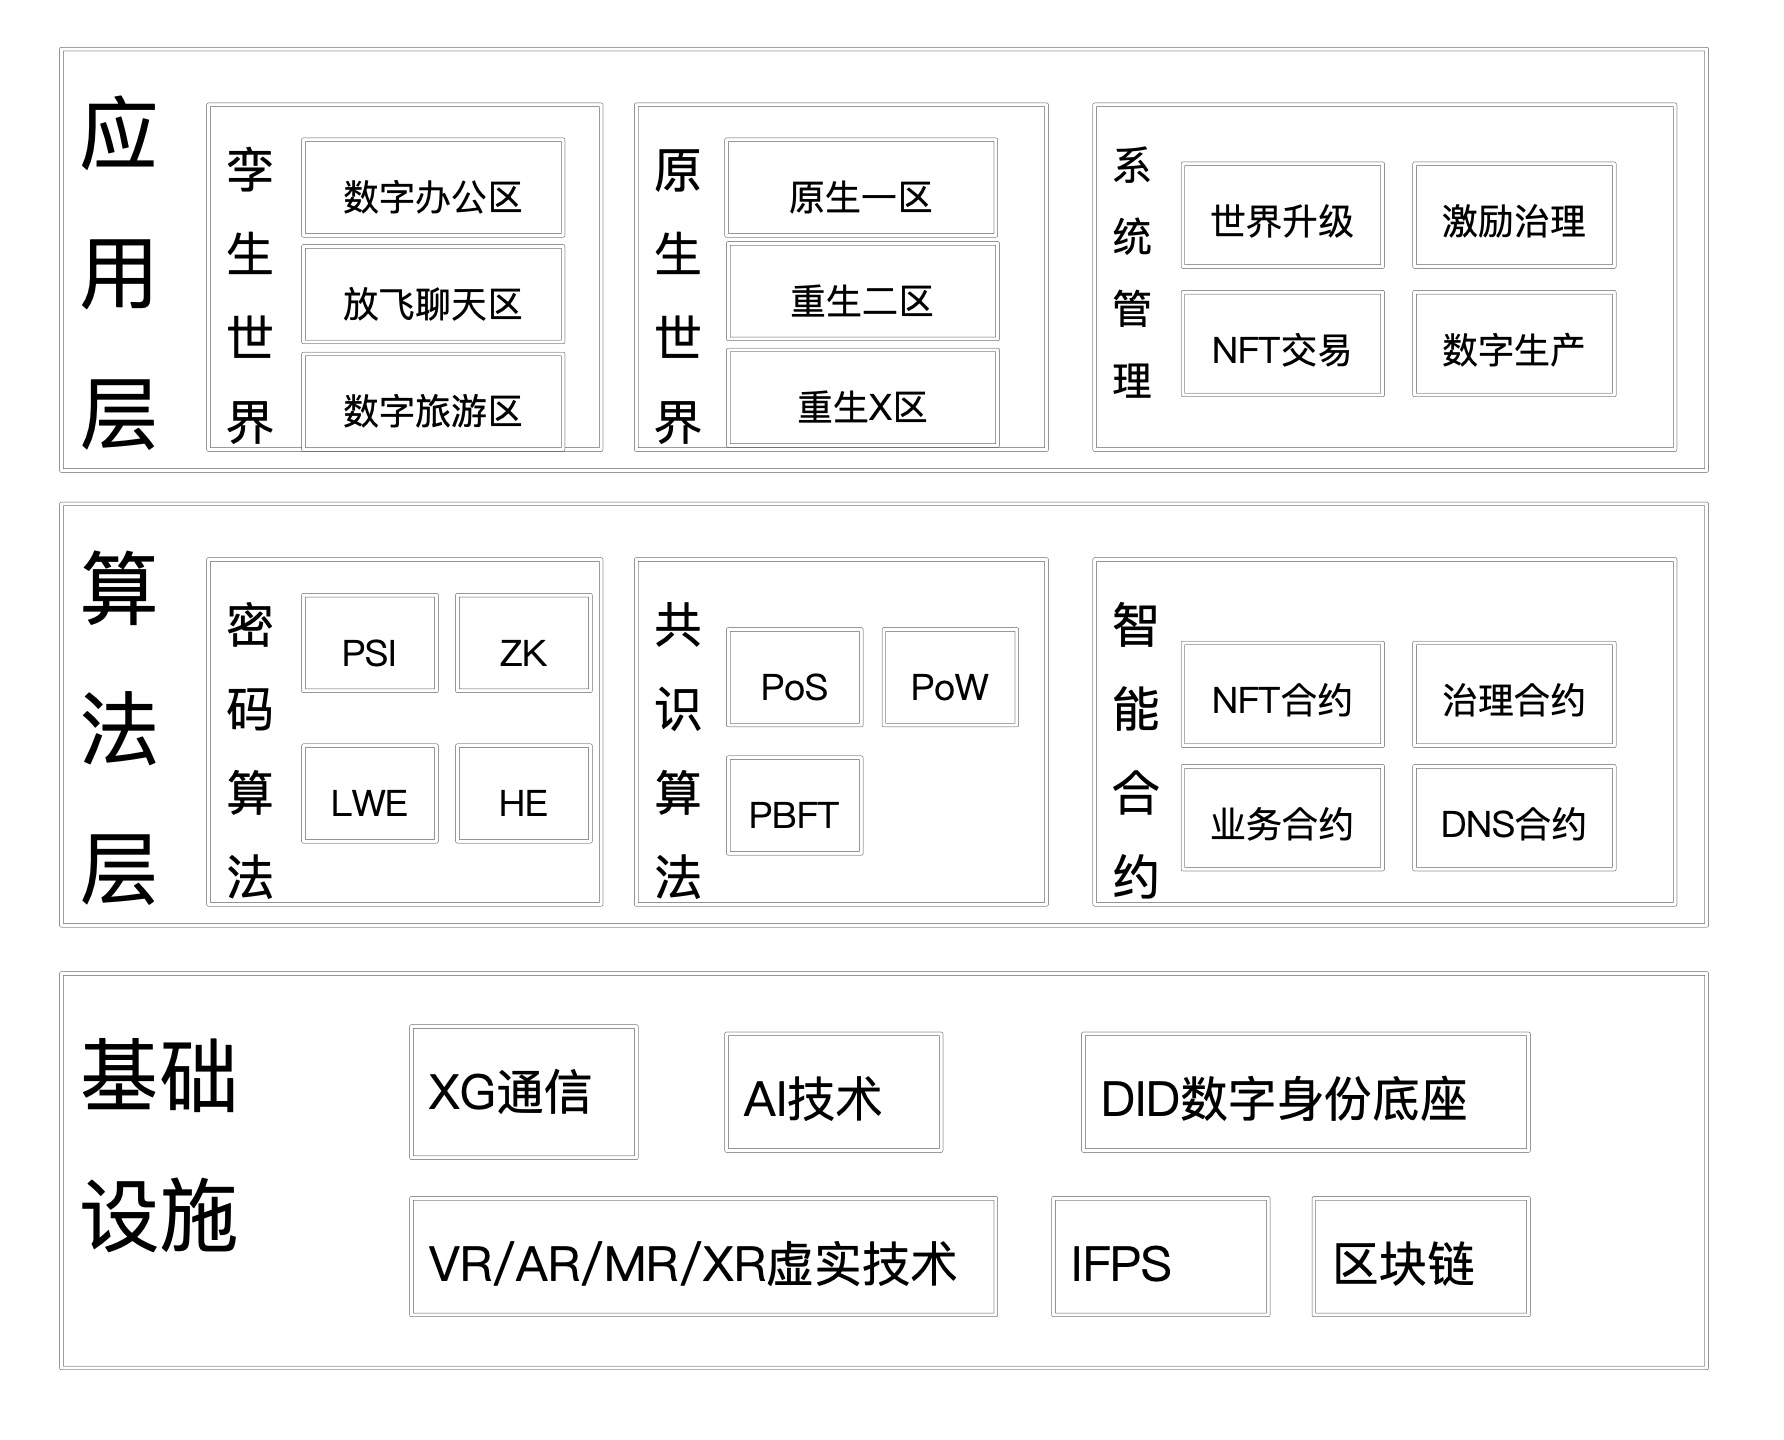 应用层
孪生世界
数字办公区
放飞聊天区
数字旅游区
原生世界
原生一区
重生二区
重生X区
系统管理
世界升级
激励治理
NFT交易
数字生产
算法层
密码算法
PSI
ZK
LWE
HE
共识算法
PoS
PoW
PBFT
智能合约
NFT合约
治理合约
业务合约
DNS合约
基础
设施
XG通信
AI技术
DID数字身份底座
VR/AR/MR/XR虚实技术
IFPS
区块链